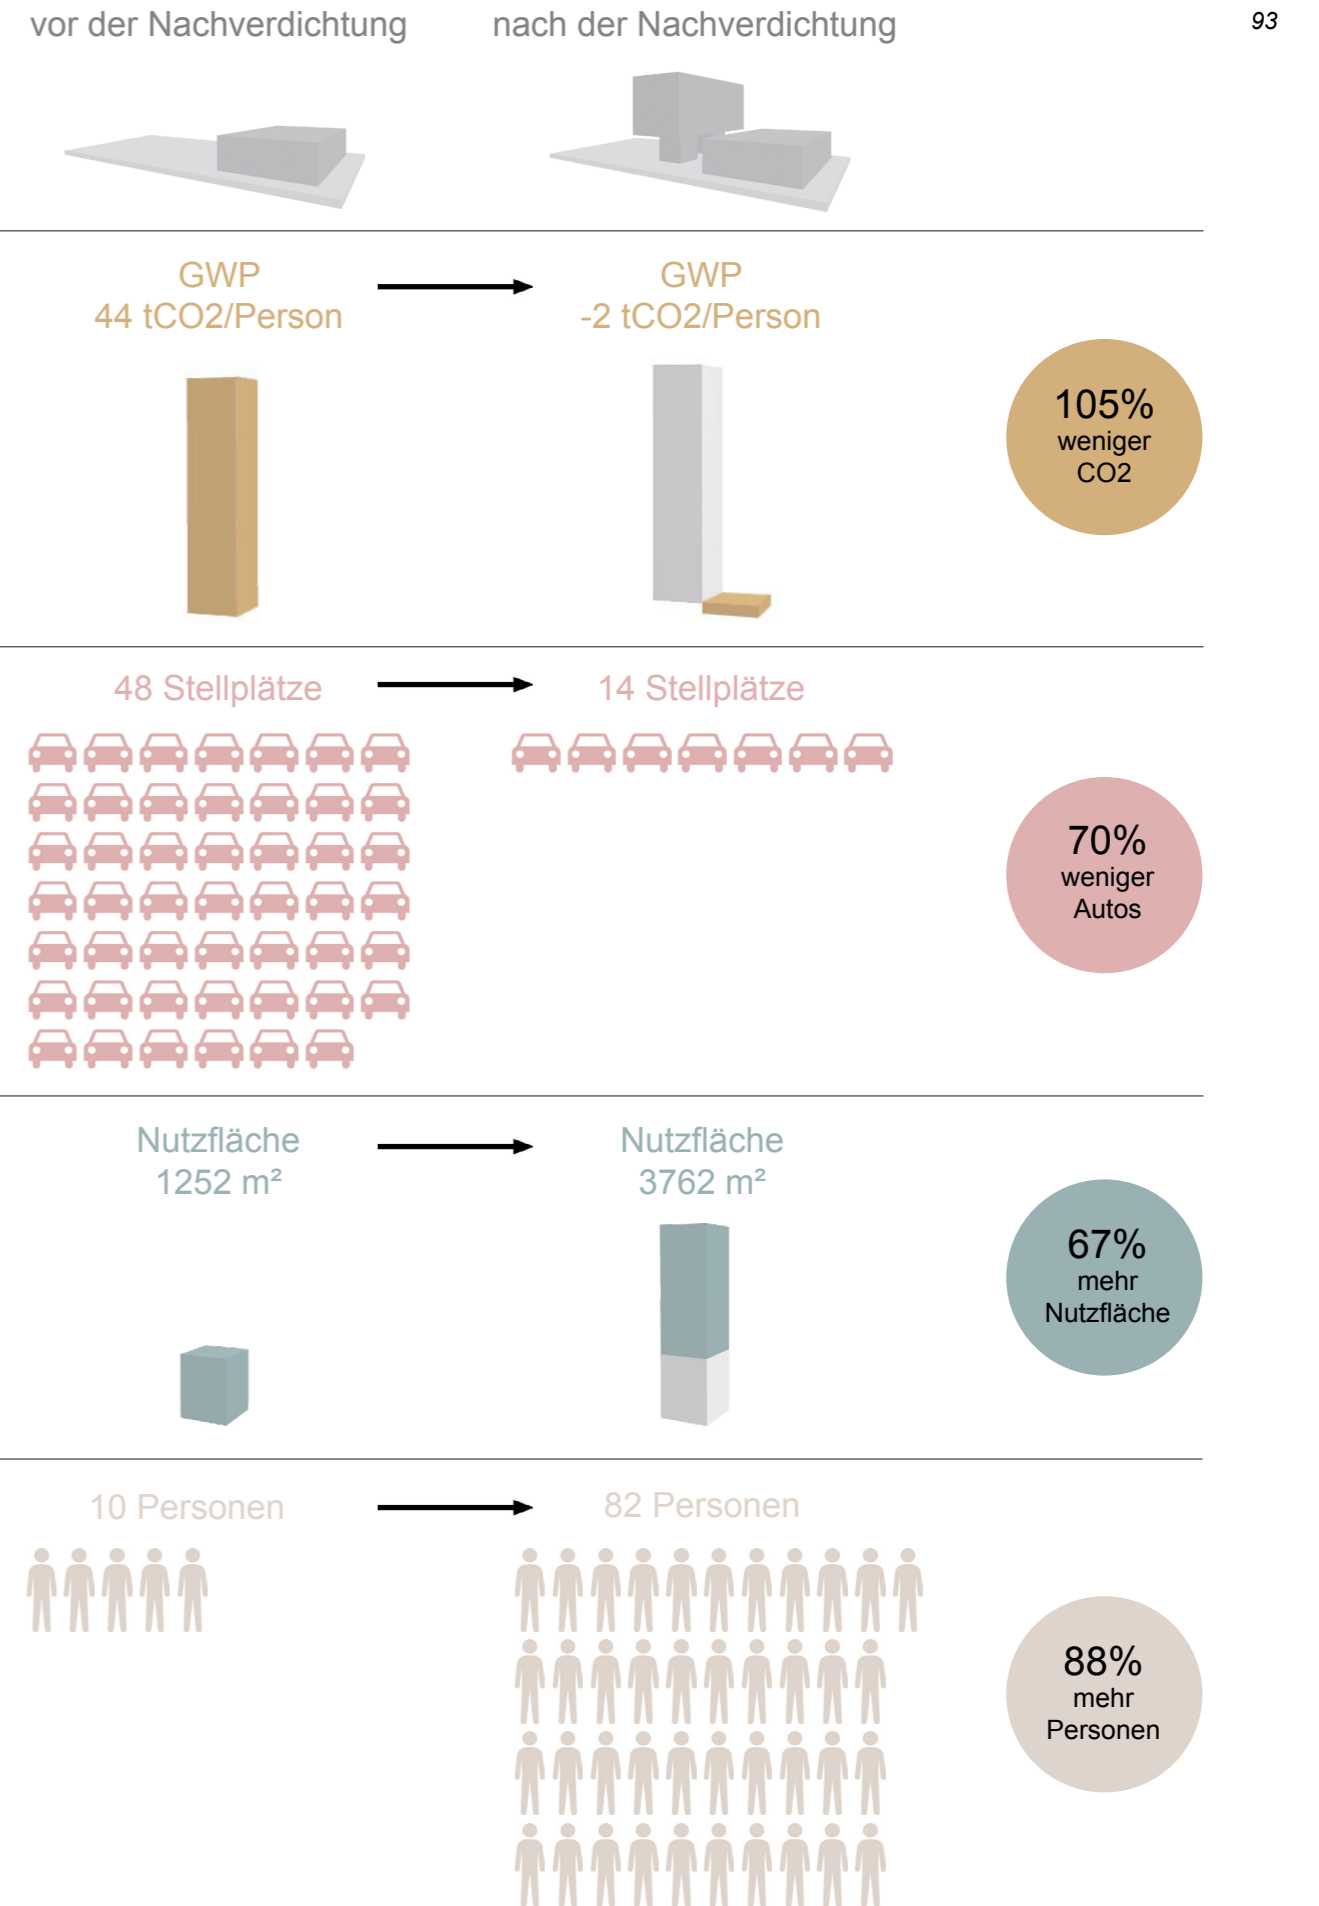 vor der Nachverdichtung
nach der Nachverdichtung
93
GWP
44 tCO2/Person
GWP
-2 tCO2/Person
105%
weniger
CO2
48 Stellplätze
14 Stellplätze
70%
weniger
Autos
Nutzfläche
1252 m²
Nutzfläche
3762 m²
67%
mehr
Nutzfläche
10 Personen
82 Personen
88%
mehr
Personen